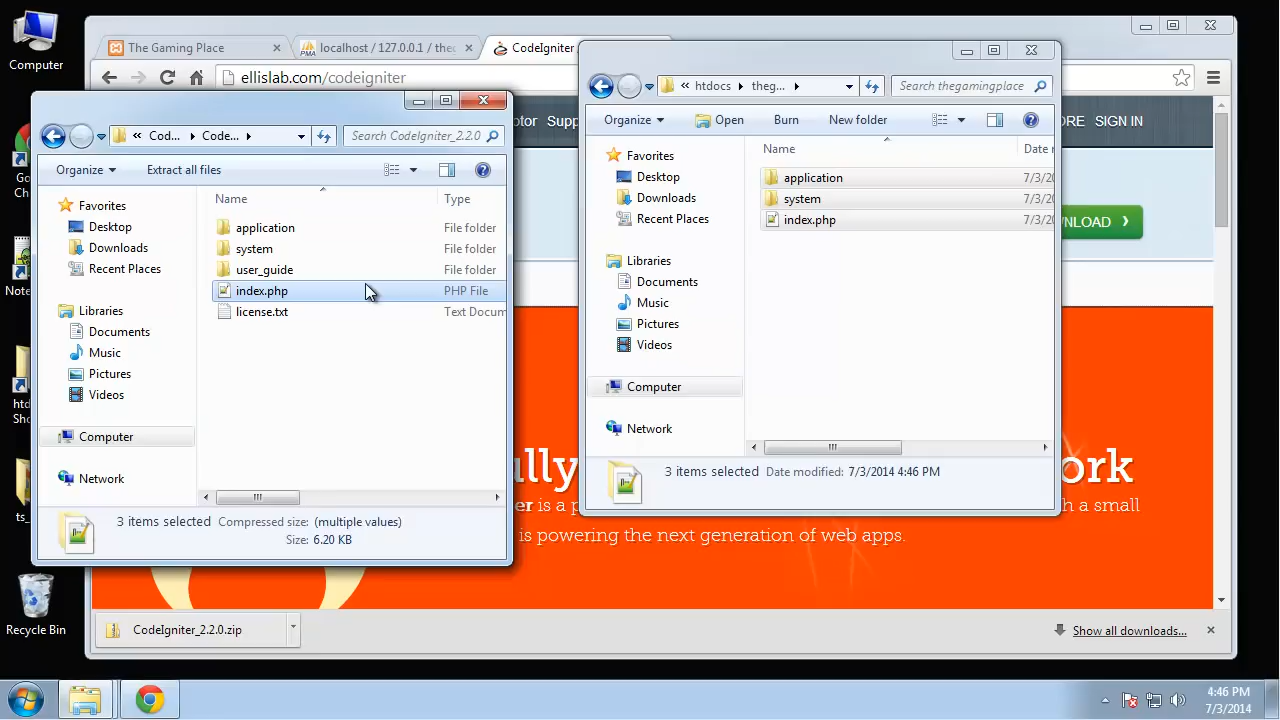 Computer
Go
Ch
Note
htd
Sho
ts_
Recycle Bin
The Gaming Place
localhost / 127.0.0.1 / the
CodeIgniter
ellislab.com/codeigniter
Supp
SIGN IN
NLOAD
ully
ork
er is a p
h a small
is powering the next generation of web apps.
CodeIgniter_2.2.0.zip
Show all downloads...
« Cod...
Code...
Search CodeIgniter_2.2.0
Organize
Extract all files
Favorites
Desktop
Downloads
Recent Places
Libraries
Documents
Music
Pictures
Videos
Computer
Network
Name
Type
application
File folder
system
File folder
user_guide
File folder
index.php
PHP File
license.txt
Text Docum
3 items selected
Compressed size: (multiple values)
Size: 6.20 KB
« htdocs
theg...
Search thegamingplace
Organize
Open
Burn
New folder
Favorites
Desktop
Downloads
Recent Places
Libraries
Documents
Music
Pictures
Videos
Computer
Network
Name
Date r
application
7/3/20
system
7/3/20
index.php
7/3/20
3 items selected
Date modified: 7/3/2014 4:46 PM
4:46 PM
7/3/2014